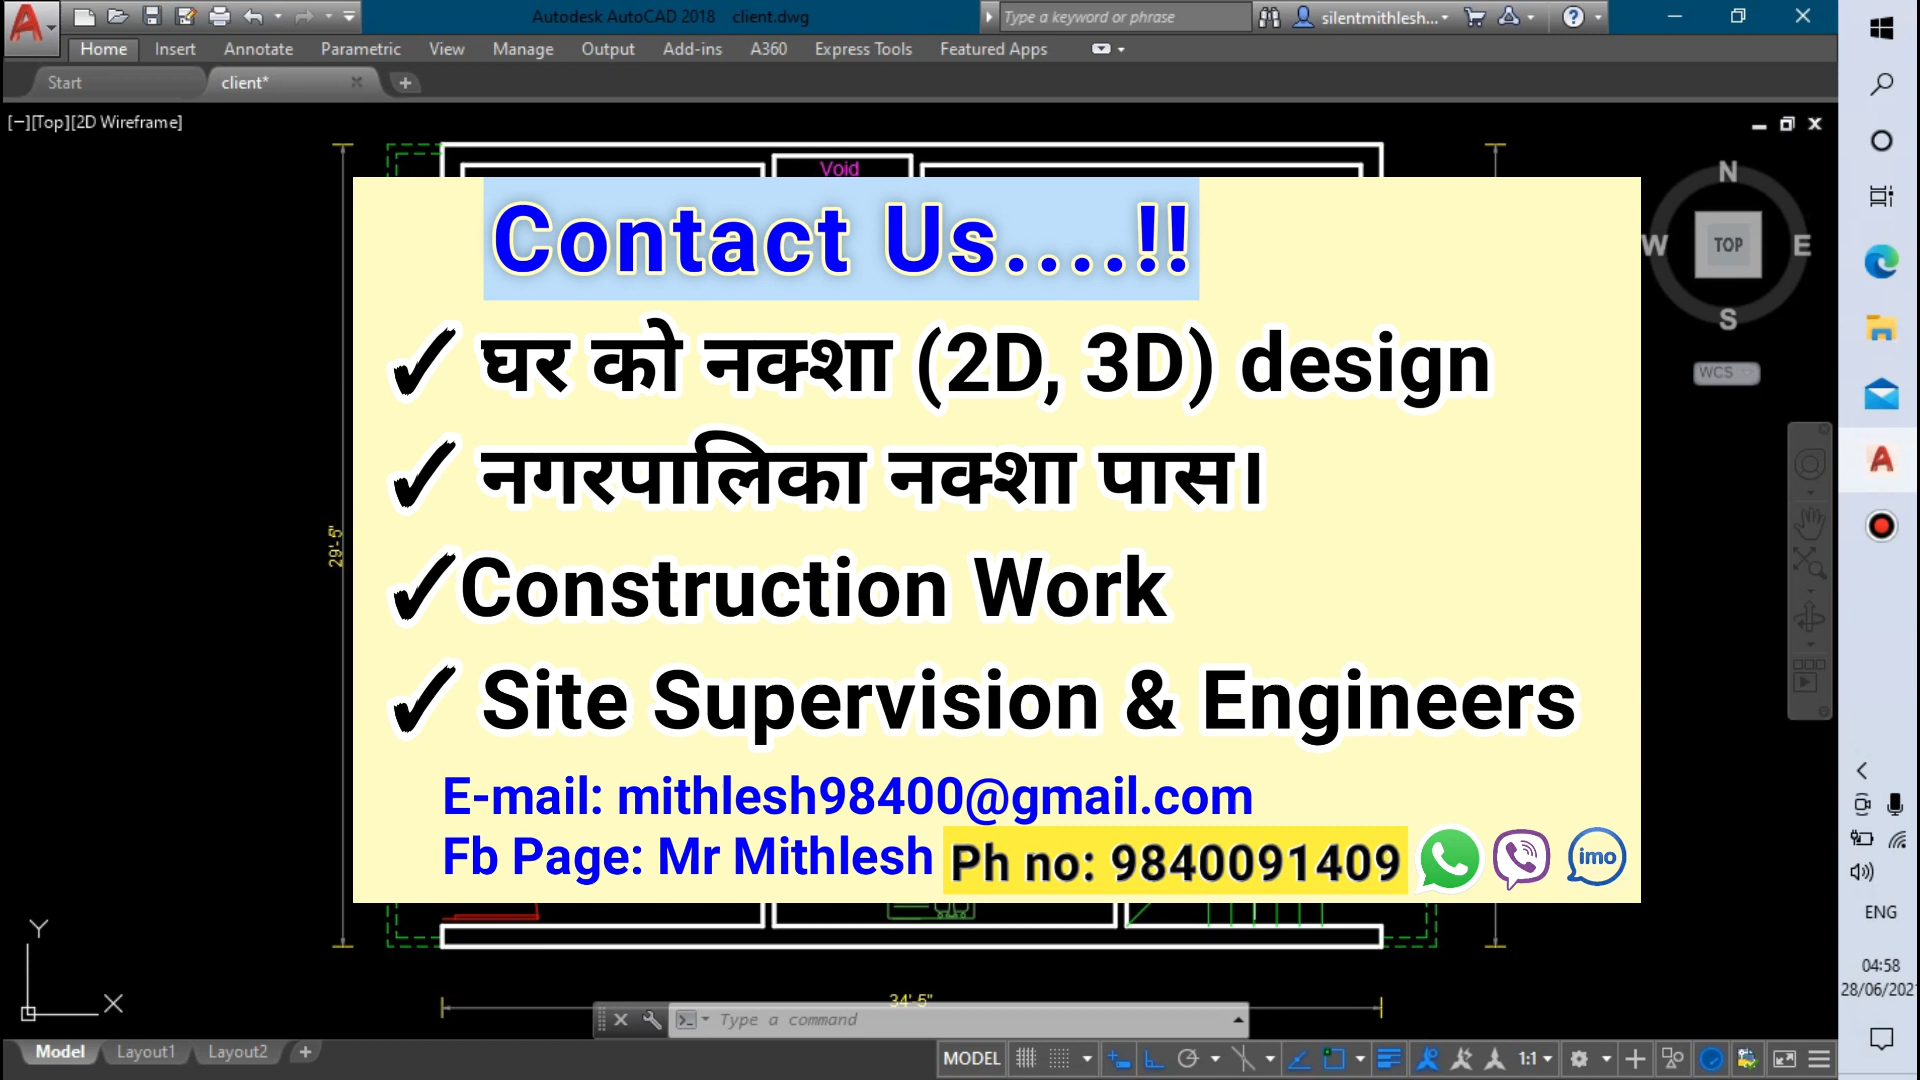 Autodesk AutoCAD 2018 client.dwg
Type a keyword or phrase
silentmithlesh...
Home Insert Annotate Parametric View Manage Output Add-ins A360 Express Tools Featured Apps
Start client*
[−][Top][2D Wireframe]
Void
N
W TOP E
S
WCS
Contact Us....!!
✓ घर को नक्शा (2D, 3D) design
✓ नगरपालिका नक्शा पास।
✓Construction Work
✓ Site Supervision & Engineers
E-mail: mithlesh98400@gmail.com
Fb Page: Mr Mithlesh Ph no: 9840091409
imo
29'-5"
34'-5"
Y
X
Type a command
Model Layout1 Layout2
MODEL 1:1
ENG
04:58
28/06/202